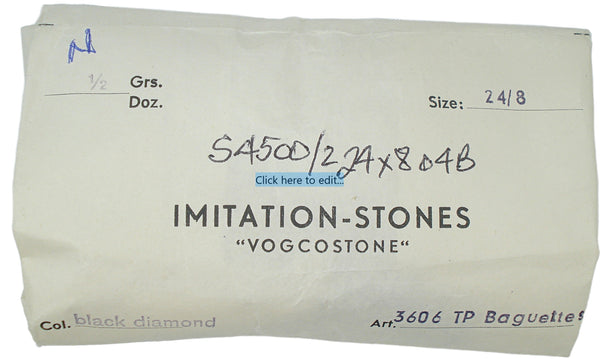 N
1/2 Grs.
Doz.
Size: 24/8
S4500/2 24x8 04B
Click here to edit...
IMITATION-STONES
"VOGCOSTONE"
Col. black diamond
Art. 3606 TP Baguettes